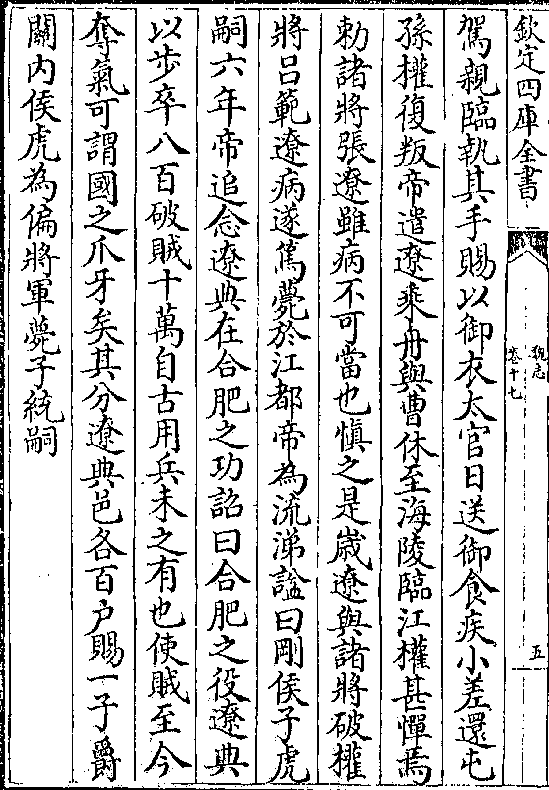 欽定四庫全書
魏志
卷十七
五
駕親臨執其手賜以御衣太官日送御食疾小差還屯
孫權復叛帝遣遼乘舟與曹休至海陵臨江權甚憚焉
勅諸將張遼雖病不可當也慎之是歲遼與諸將破權
將吕範遼病遂篤薨於江都帝為流涕諡曰剛侯子虎
嗣六年帝追念遼典在合肥之功詔曰合肥之役遼典
以步卒八百破賊十萬自古用兵未之有也使賊至今
奪氣可謂國之爪牙矣其分遼典邑各百户賜一子爵
關内侯虎為偏將軍薨子統嗣